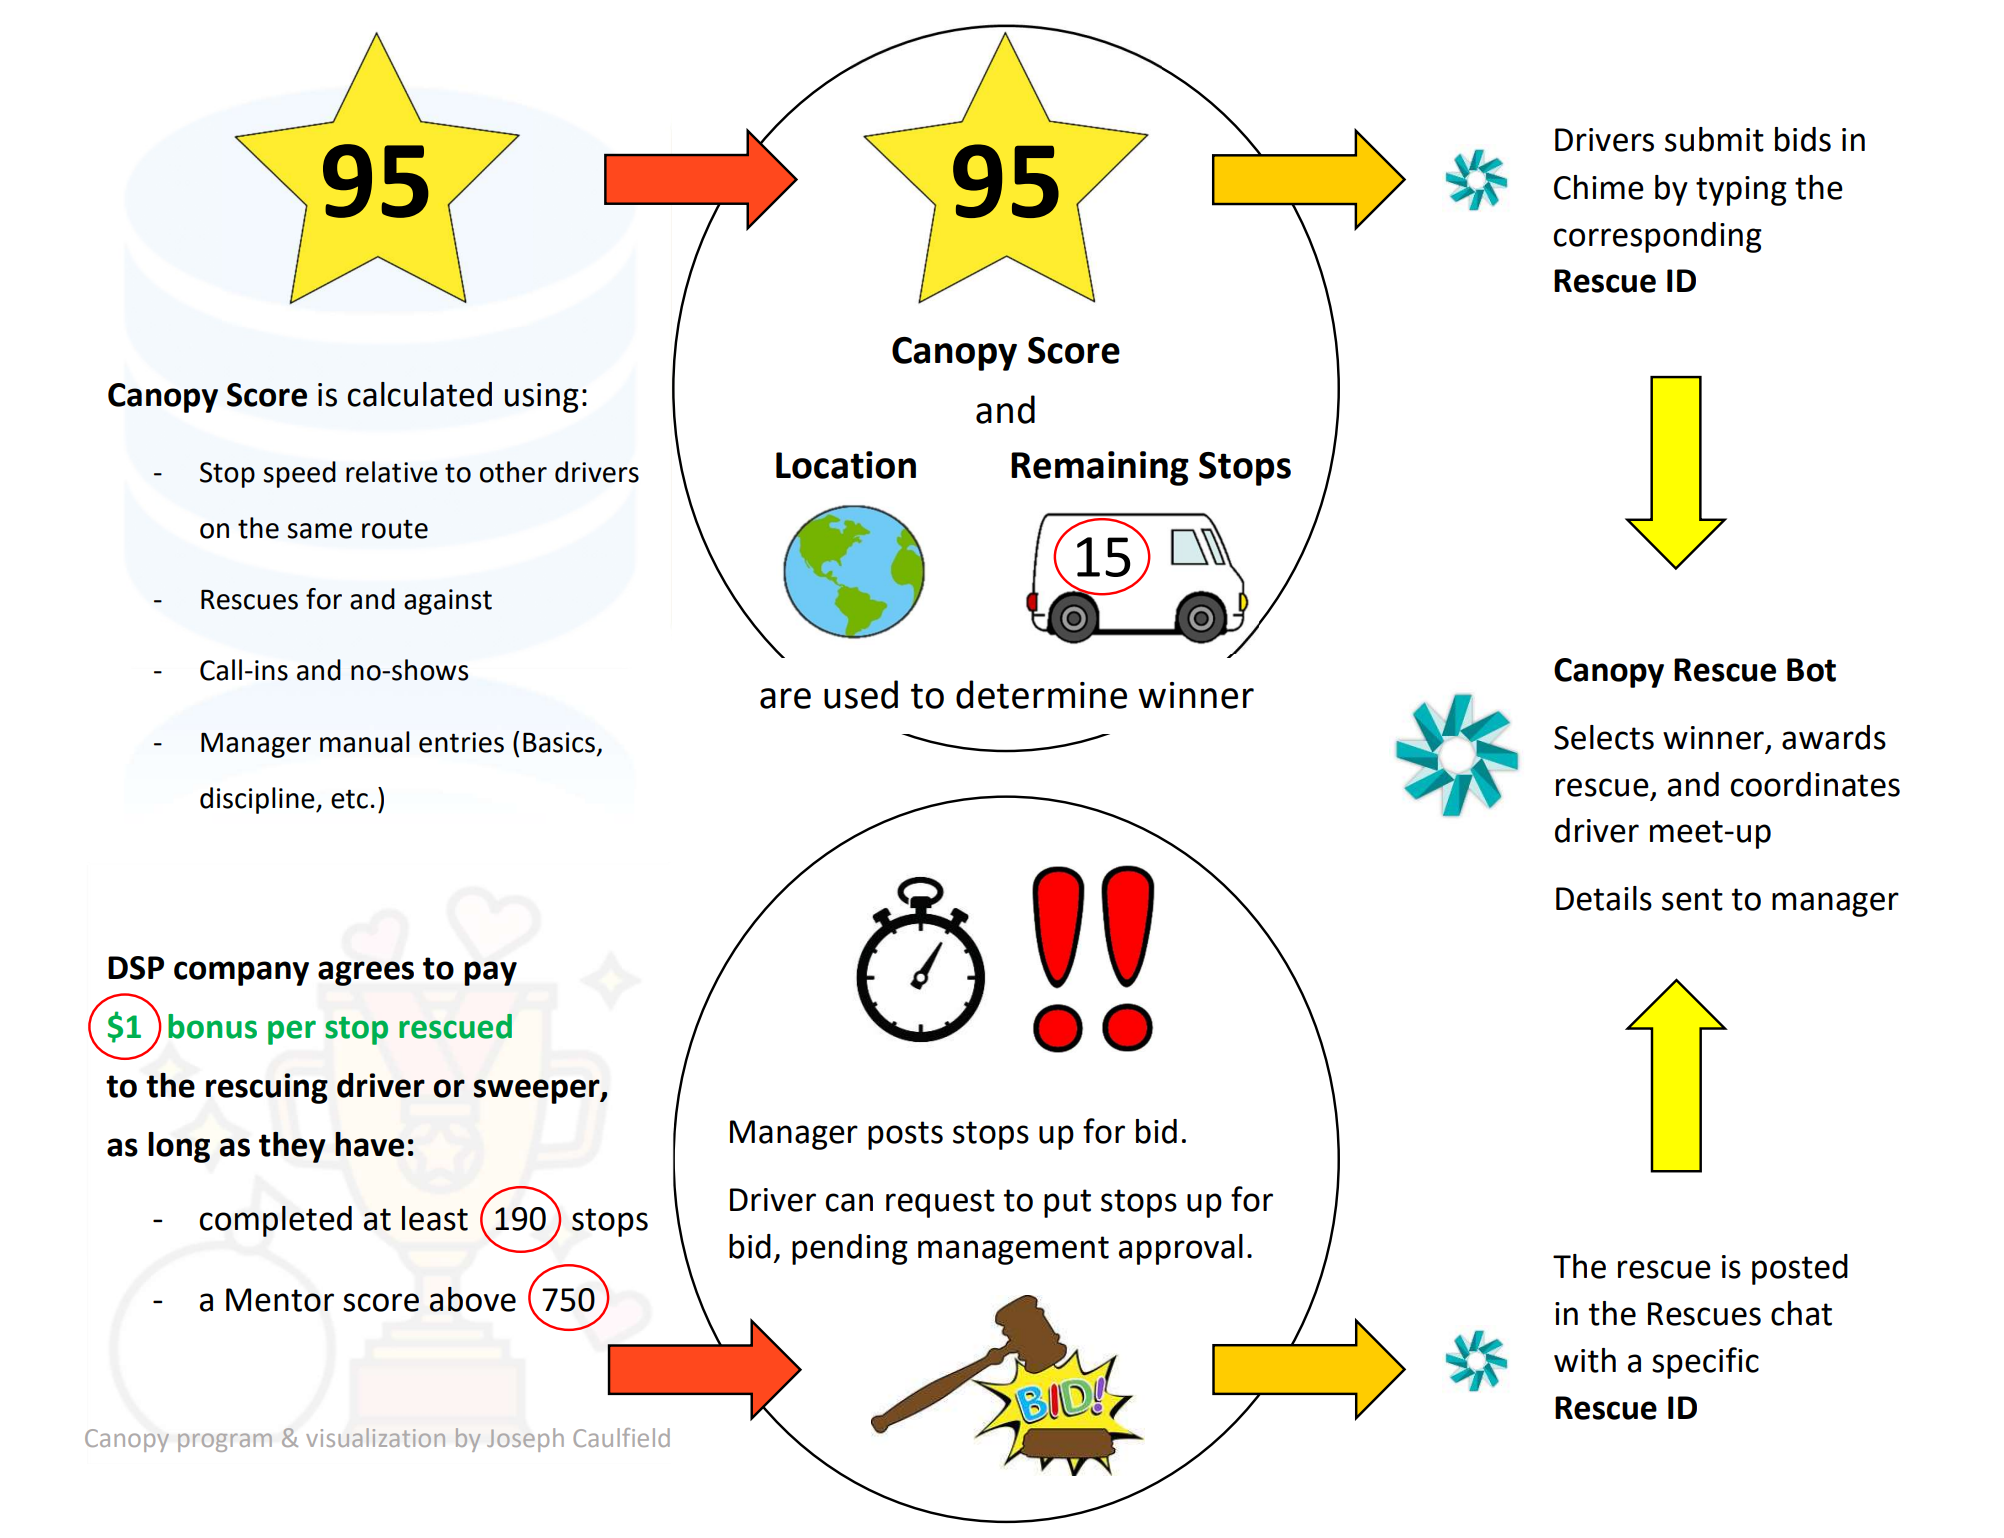 95
Canopy Score is calculated using:
- Stop speed relative to other drivers
on the same route
- Rescues for and against
- Call-ins and no-shows
- Manager manual entries (Basics,
discipline, etc.)
DSP company agrees to pay
$1 bonus per stop rescued
to the rescuing driver or sweeper,
as long as they have:
- completed at least 190 stops
- a Mentor score above 750
Canopy program & visualization by Joseph Caulfield
95
Canopy Score
and
Location Remaining Stops
15
are used to determine winner
Manager posts stops up for bid.
Driver can request to put stops up for
bid, pending management approval.
BID!
Drivers submit bids in
Chime by typing the
corresponding
Rescue ID
Canopy Rescue Bot
Selects winner, awards
rescue, and coordinates
driver meet-up
Details sent to manager
The rescue is posted
in the Rescues chat
with a specific
Rescue ID